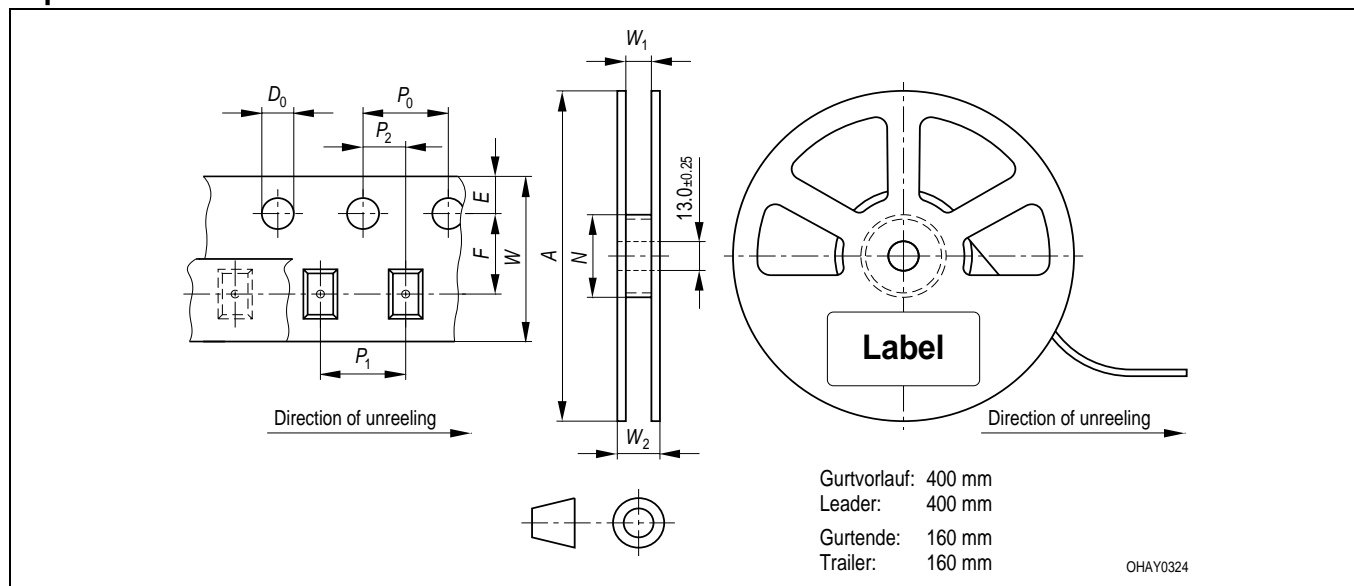 W₁
D₀
P₀
P₂
E
F
W
A
N
13.0±0.25
P₁
Label
Direction of unreeling
W₂
Direction of unreeling
Gurtvorlauf: 400 mm
Leader: 400 mm
Gurtende: 160 mm
Trailer: 160 mm
OHAY0324